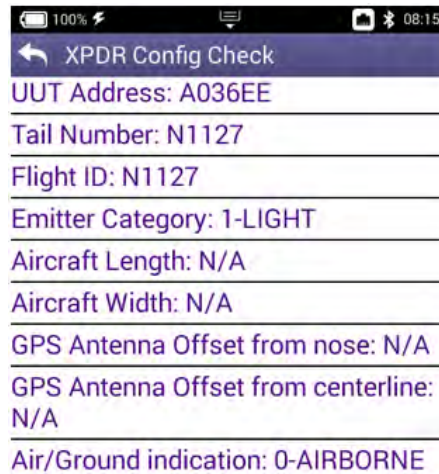 100% 08:15
XPDR Config Check
UUT Address: A036EE
Tail Number: N1127
Flight ID: N1127
Emitter Category: 1-LIGHT
Aircraft Length: N/A
Aircraft Width: N/A
GPS Antenna Offset from nose: N/A
GPS Antenna Offset from centerline:
N/A
Air/Ground indication: 0-AIRBORNE